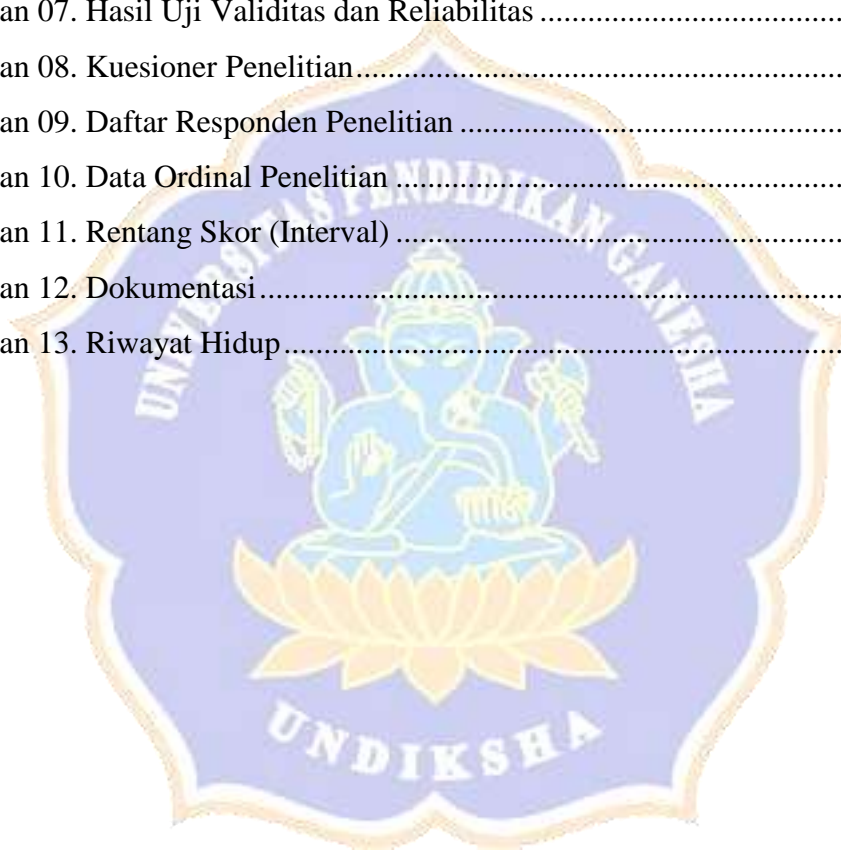 an 07. Hasil Uji Validitas dan Reliabilitas ........................................
an 08. Kuesioner Penelitian ...............................................................
an 09. Daftar Responden Penelitian ..................................................
an 10. Data Ordinal Penelitian ..........................................................
an 11. Rentang Skor (Interval) .........................................................
an 12. Dokumentasi ..........................................................................
an 13. Riwayat Hidup .......................................................................
UNIVERSITAS PENDIDIKAN GANESHA
UNDIKSHA